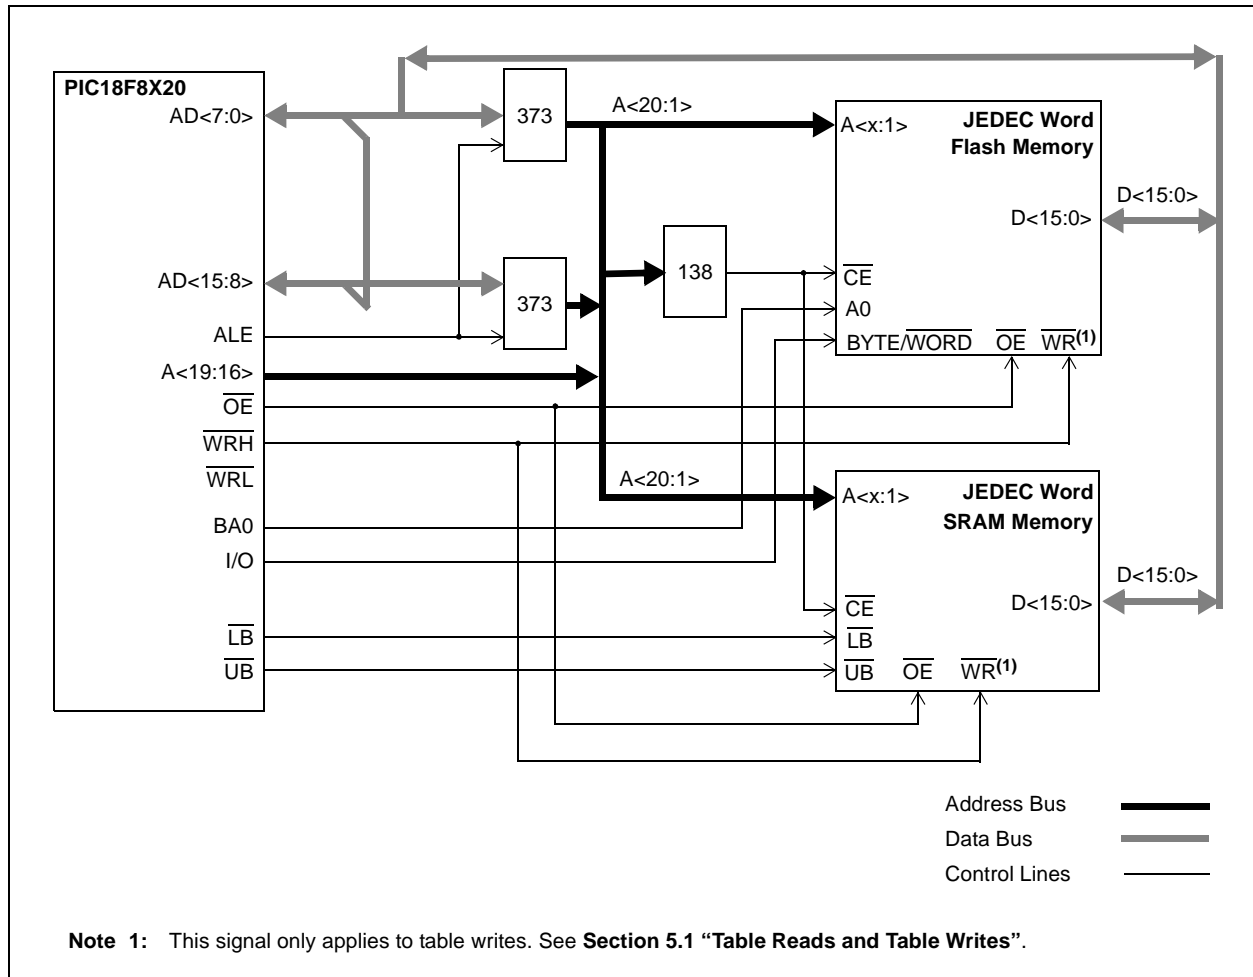 PIC18F8X20
AD<7:0>
AD<15:8>
ALE
A<19:16>
OE
WRH
WRL
BA0
I/O
LB
UB
373
373
138
A<20:1>
A<x:1>
JEDEC Word
Flash Memory
D<15:0>
D<15:0>
CE
A0
BYTE/WORD OE WR(1)
A<20:1>
A<x:1>
JEDEC Word
SRAM Memory
D<15:0>
D<15:0>
CE
LB
UB OE WR(1)
Address Bus
Data Bus
Control Lines
Note 1: This signal only applies to table writes. See Section 5.1 “Table Reads and Table Writes”.